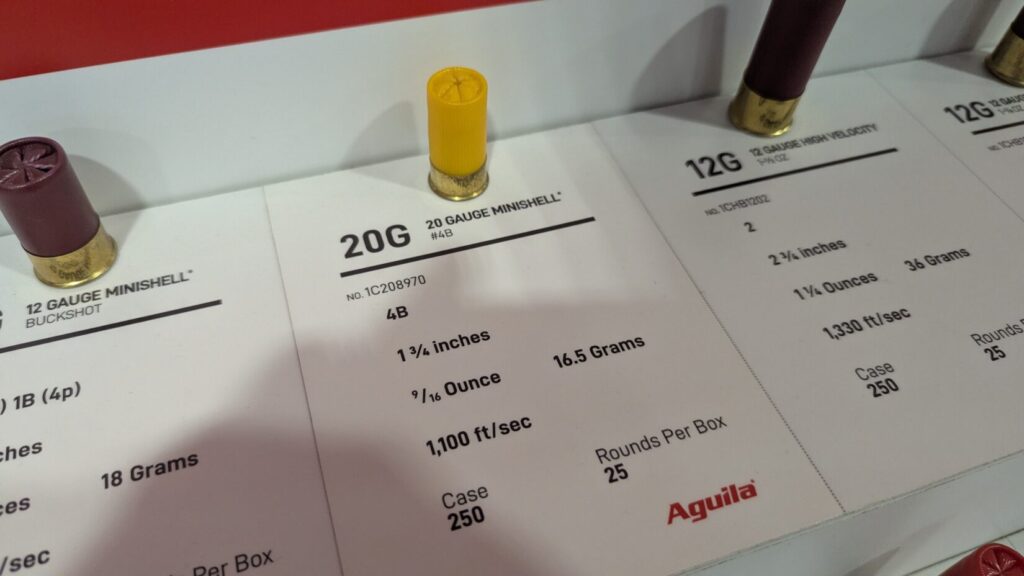 12 GAUGE MINISHELL®
BUCKSHOT
) 1B (4p)
18 Grams
/sec
Per Box
20G
20 GAUGE MINISHELL®
#4B
NO. 1C208970
4B
1 ¾ inches
9/16 Ounce
16.5 Grams
1,100 ft/sec
Case
250
Rounds Per Box
25
Aguila®
12G
12 GAUGE HIGH VELOCITY
NO. 1CHB1202
2
2 ¾ inches
1 ¼ Ounces
36 Grams
1,330 ft/sec
Case
250
Rounds
25
12G
12 GAUGE